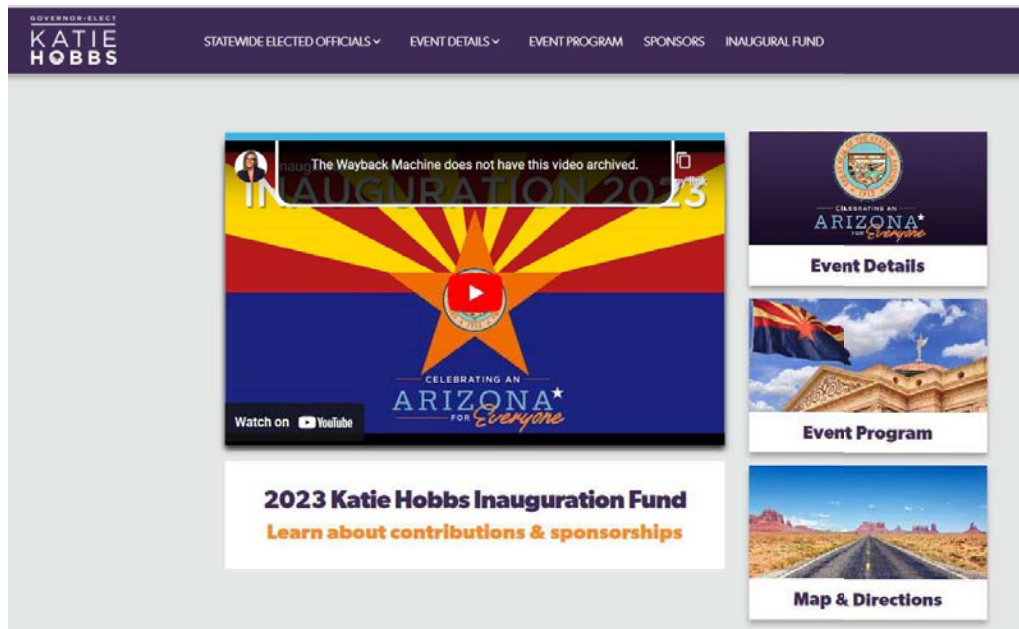 GOVERNOR-ELECT
KATIE
HOBBS
STATEWIDE ELECTED OFFICIALS
EVENT DETAILS
EVENT PROGRAM
SPONSORS
INAUGURAL FUND
The Wayback Machine does not have this video archived.
INAUGURATION 2023
CELEBRATING AN
ARIZONA
FOR Everyone
Watch on YouTube
2023 Katie Hobbs Inauguration Fund
Learn about contributions & sponsorships
CELEBRATING AN
ARIZONA
FOR Everyone
Event Details
Event Program
Map & Directions